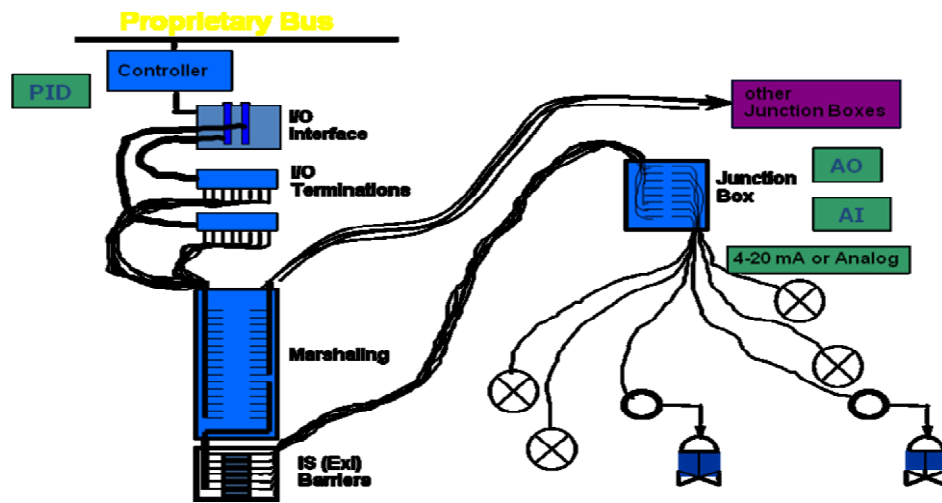 Proprietary Bus
Controller
PID
I/O
Interface
I/O
Terminations
other
Junction Boxes
Junction
Box
AO
AI
4-20 mA or Analog
Marshaling
IS (ExI)
Barriers